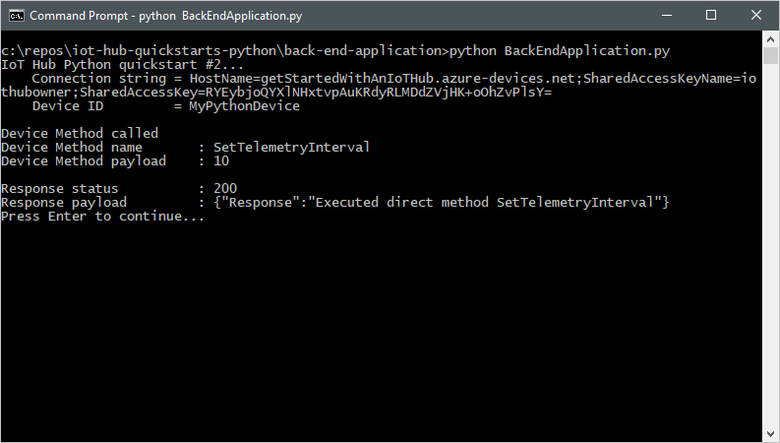 Command Prompt - python  BackEndApplication.py
c:\repos\iot-hub-quickstarts-python\back-end-application>python BackEndApplication.py
IoT Hub Python quickstart #2...
    Connection string = HostName=getStartedWithAnIoTHub.azure-devices.net;SharedAccessKeyName=io
thubowner;SharedAccessKey=RYEybjoQYXlNHxtvpAuKRdyRLMDdZVjHK+oOhZvPlsY=
    Device ID         = MyPythonDevice
Device Method called
Device Method name       : SetTelemetryInterval
Device Method payload    : 10
Response status          : 200
Response payload         : {"Response":"Executed direct method SetTelemetryInterval"}
Press Enter to continue...